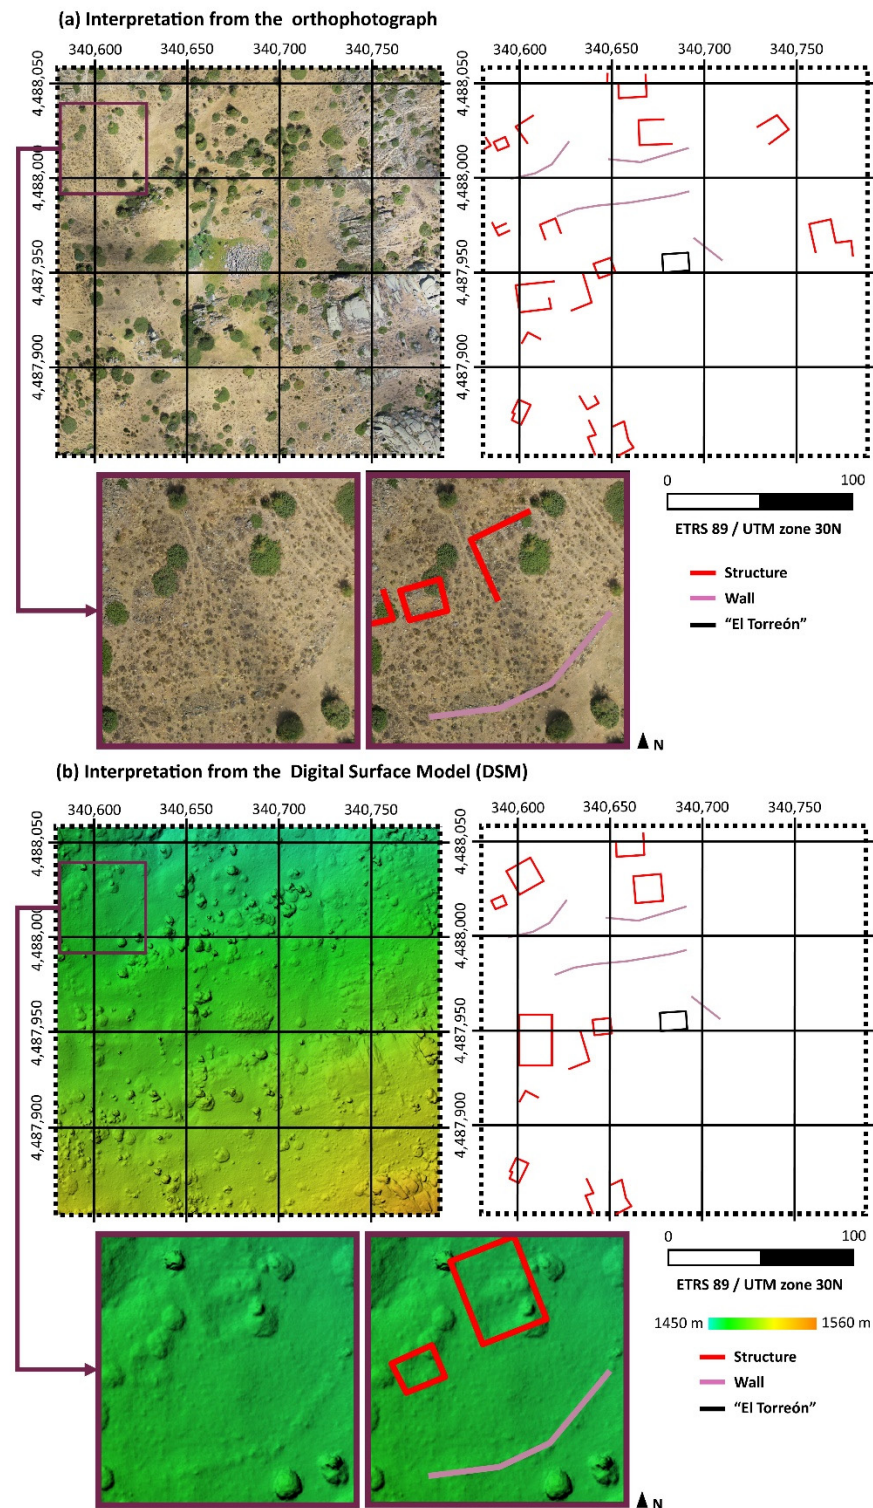 (a) Interpretation from the orthophotograph
340,600 340,650 340,700 340,750
340,600 340,650 340,700 340,750
4,488,050
4,488,000
4,487,950
4,487,900
4,488,050
4,488,000
4,487,950
4,487,900
0 100
ETRS 89 / UTM zone 30N
Structure
Wall
“El Torreón”
N
(b) Interpretation from the Digital Surface Model (DSM)
340,600 340,650 340,700 340,750
340,600 340,650 340,700 340,750
4,488,050
4,488,000
4,487,950
4,487,900
4,488,050
4,488,000
4,487,950
4,487,900
0 100
ETRS 89 / UTM zone 30N
1450 m 1560 m
Structure
Wall
“El Torreón”
N